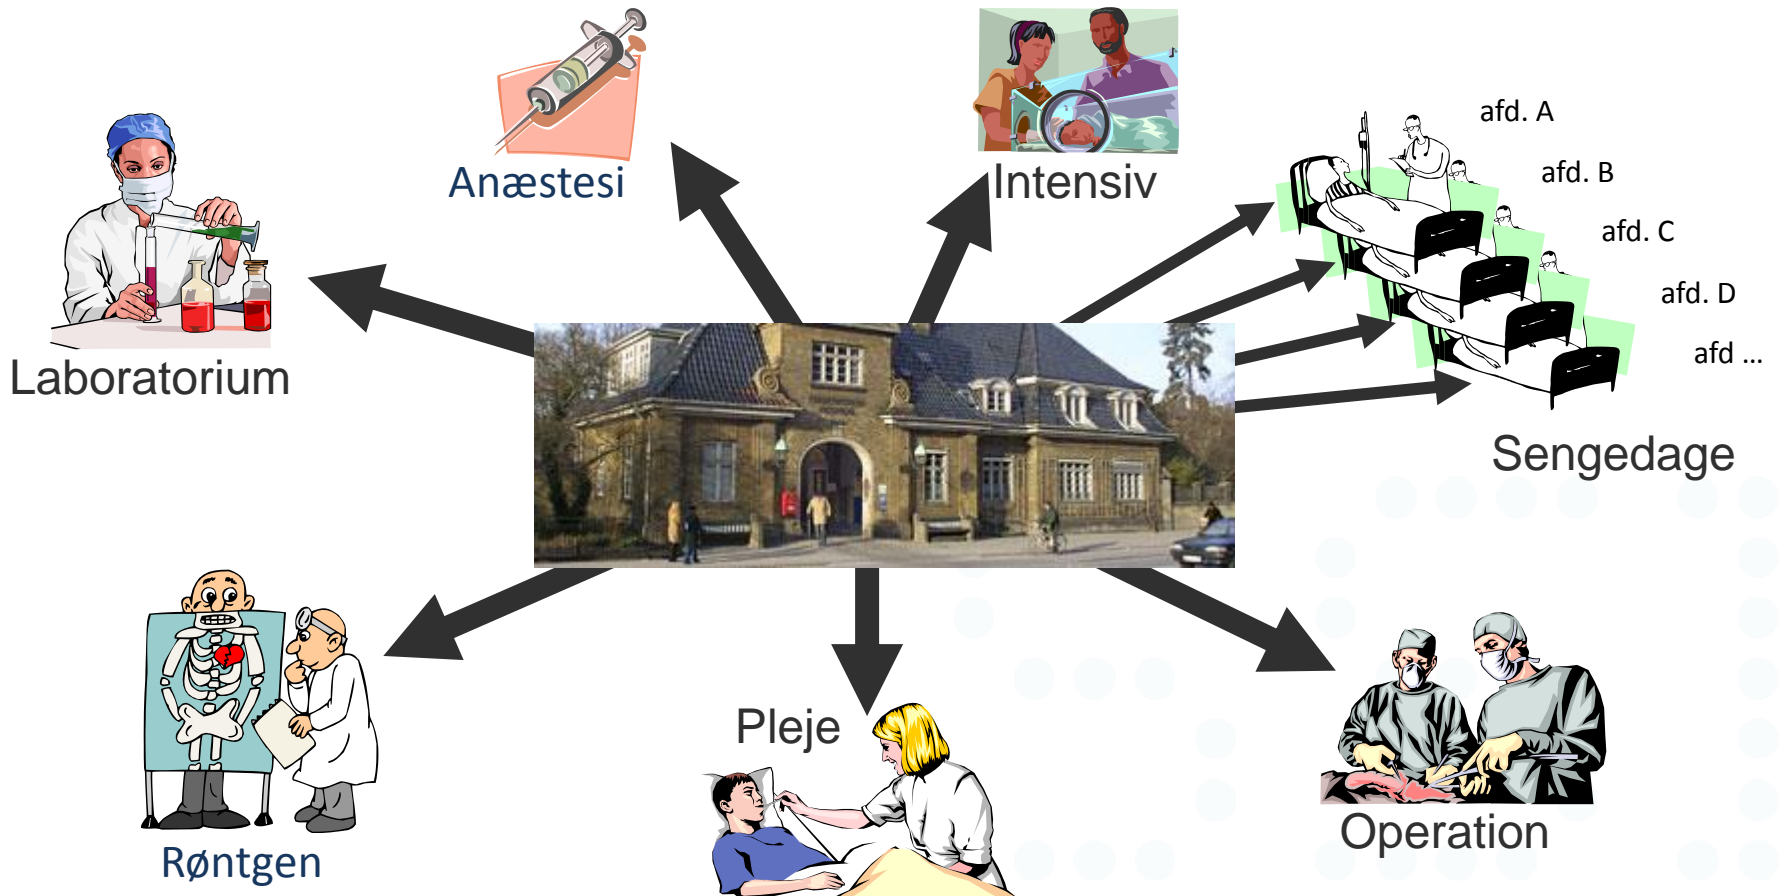 Anæstesi
Intensiv
afd. A
afd. B
afd. C
afd. D
afd ...
Laboratorium
Sengedage
Pleje
Røntgen
Operation